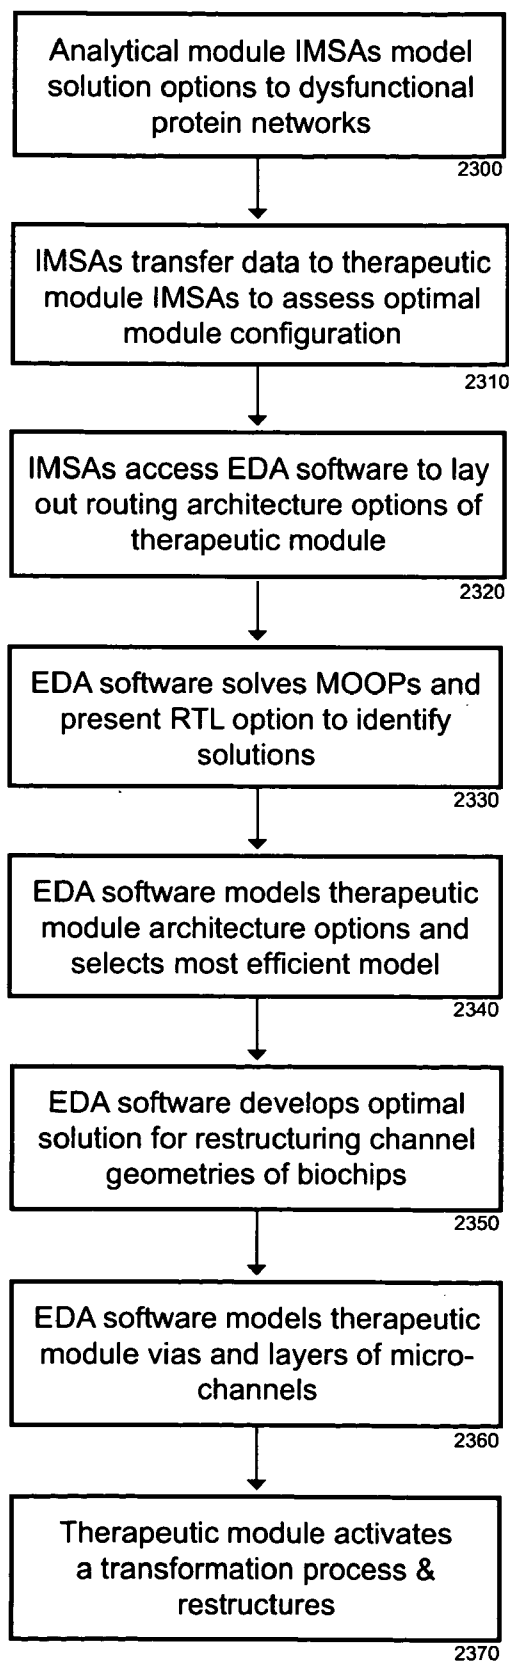 Analytical module IMSAs model
solution options to dysfunctional
protein networks
2300
IMSAs transfer data to therapeutic
module IMSAs to assess optimal
module configuration
2310
IMSAs access EDA software to lay
out routing architecture options of
therapeutic module
2320
EDA software solves MOOPs and
present RTL option to identify
solutions
2330
EDA software models therapeutic
module architecture options and
selects most efficient model
2340
EDA software develops optimal
solution for restructuring channel
geometries of biochips
2350
EDA software models therapeutic
module vias and layers of micro-
channels
2360
Therapeutic module activates
a transformation process &
restructures
2370